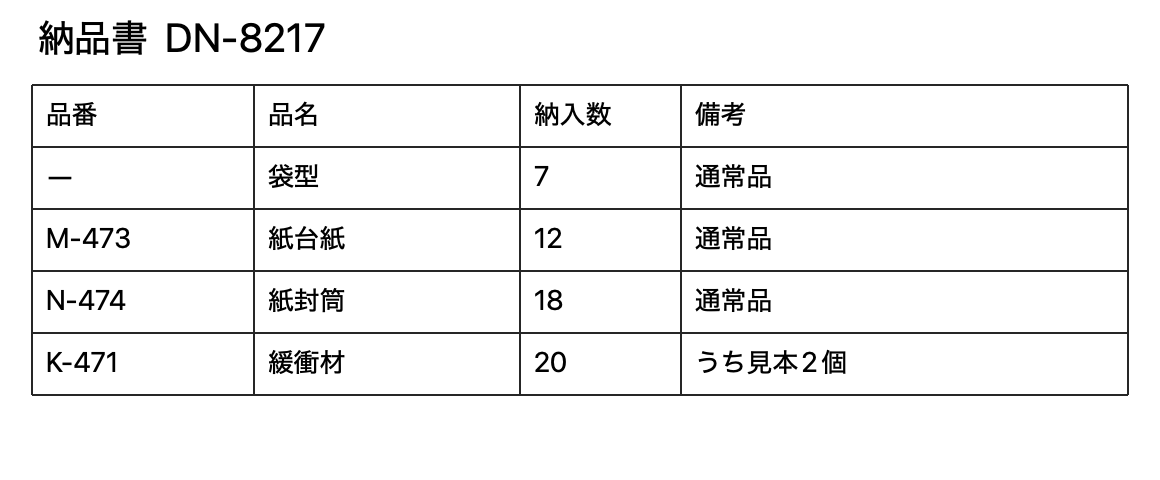 納品書 DN-8217
品番 品名 納入数 備考
— 袋型 7 通常品
M-473 紙台紙 12 通常品
N-474 紙封筒 18 通常品
K-471 緩衝材 20 うち見本2個